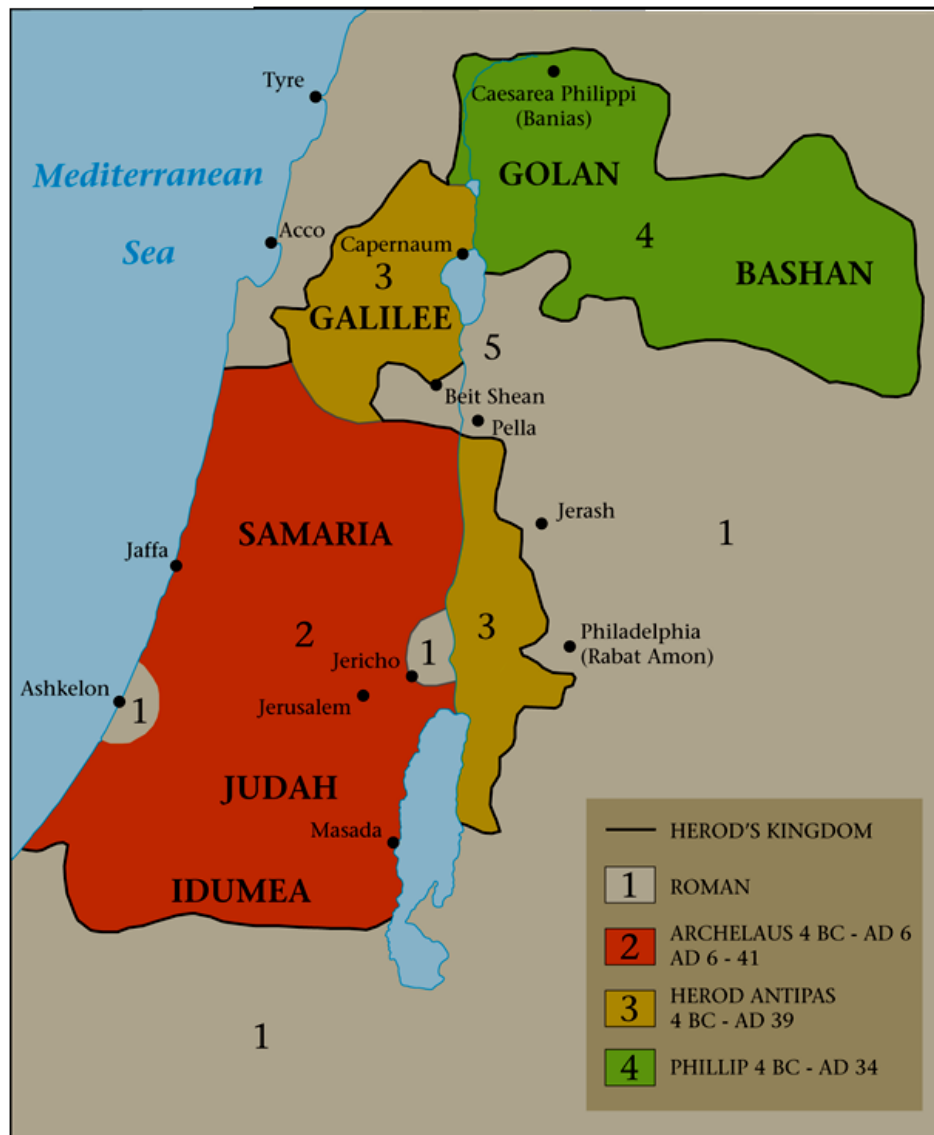 Tyre
Caesarea Philippi
(Banias)
Mediterranean
Sea
GOLAN
Acco
Capernaum
4
3
BASHAN
GALILEE
5
Beit Shean
Pella
SAMARIA
Jerash
1
Jaffa
2
3
Philadelphia
(Rabat Amon)
Jericho
1
Ashkelon
1
Jerusalem
JUDAH
Masada
IDUMEA
1
HEROD'S KINGDOM
1 ROMAN
2 ARCHELAUS 4 BC - AD 6
AD 6 - 41
3 HEROD ANTIPAS
4 BC - AD 39
4 PHILLIP 4 BC - AD 34